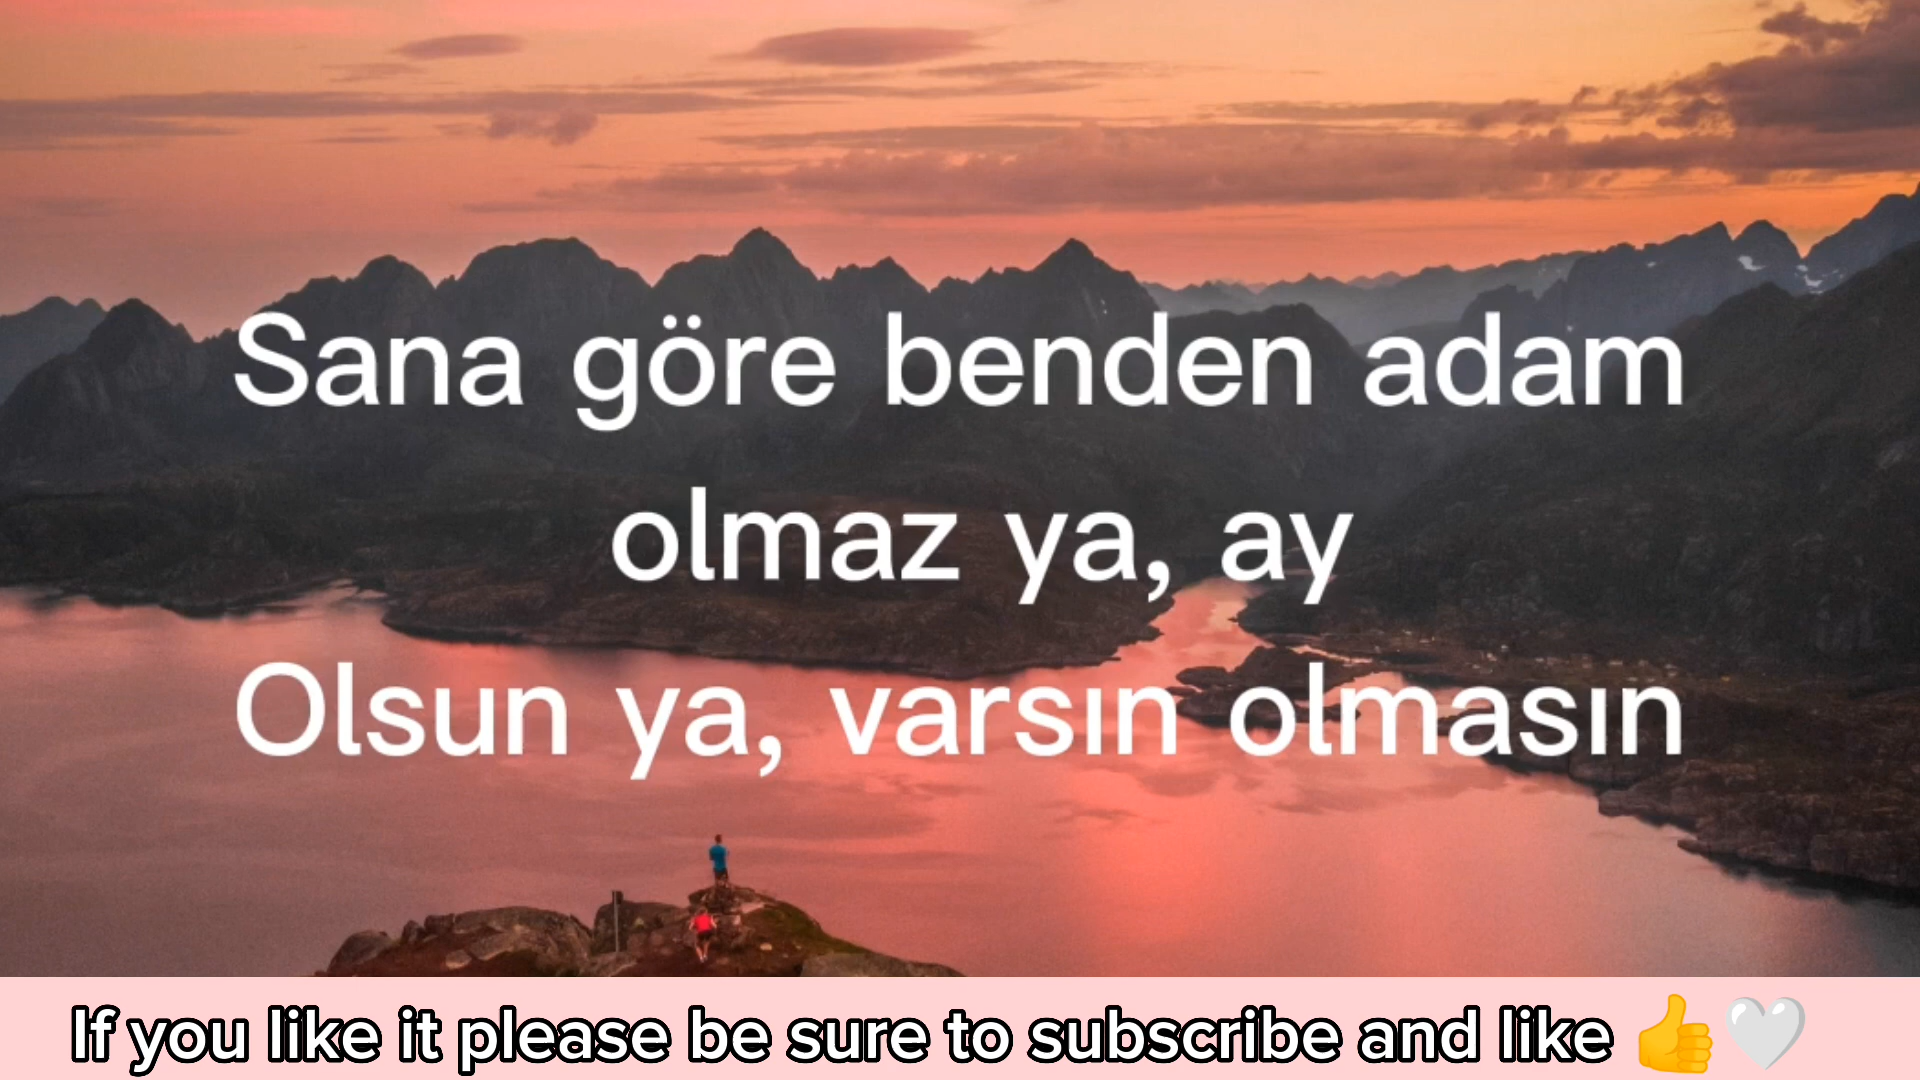 Sana göre benden adam
olmaz ya, ay
Olsun ya, varsın olmasın
If you like it please be sure to subscribe and like 👍🤍